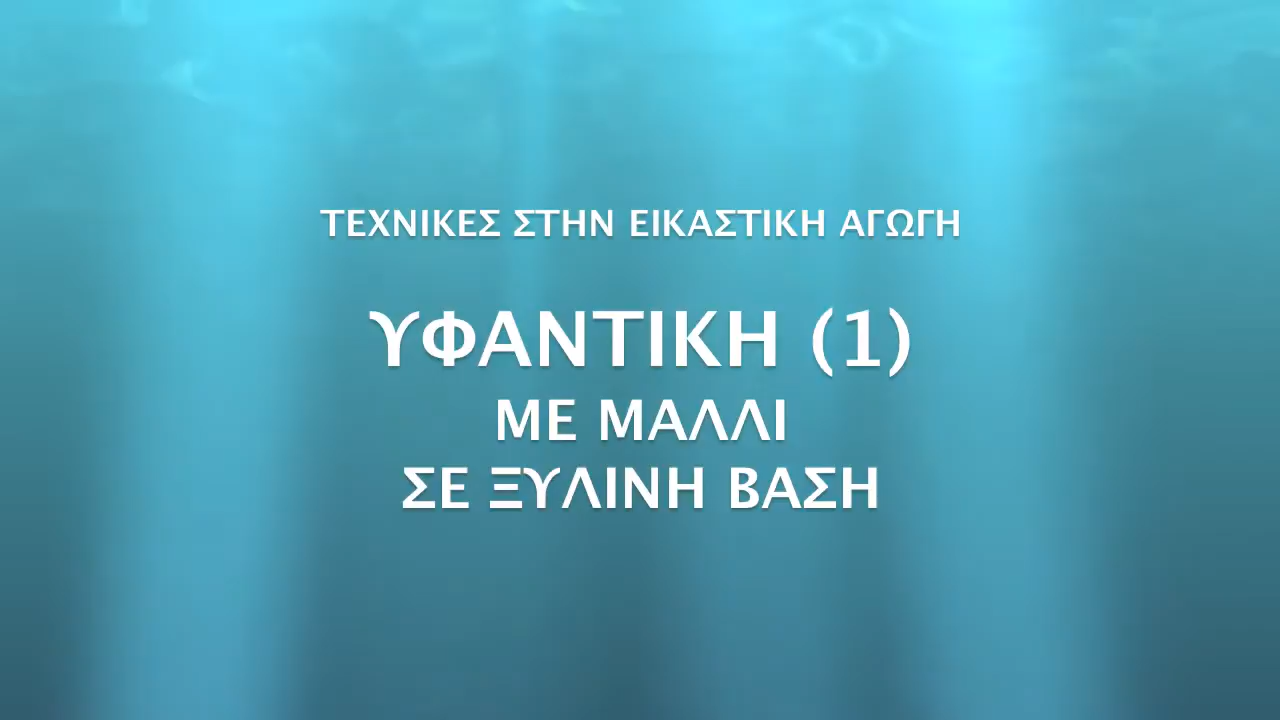 ΤΕΧΝΙΚΕΣ ΣΤΗΝ ΕΙΚΑΣΤΙΚΗ ΑΓΩΓΗ
ΥΦΑΝΤΙΚΗ (1)
ΜΕ ΜΑΛΛΙ
ΣΕ ΞΥΛΙΝΗ ΒΑΣΗ